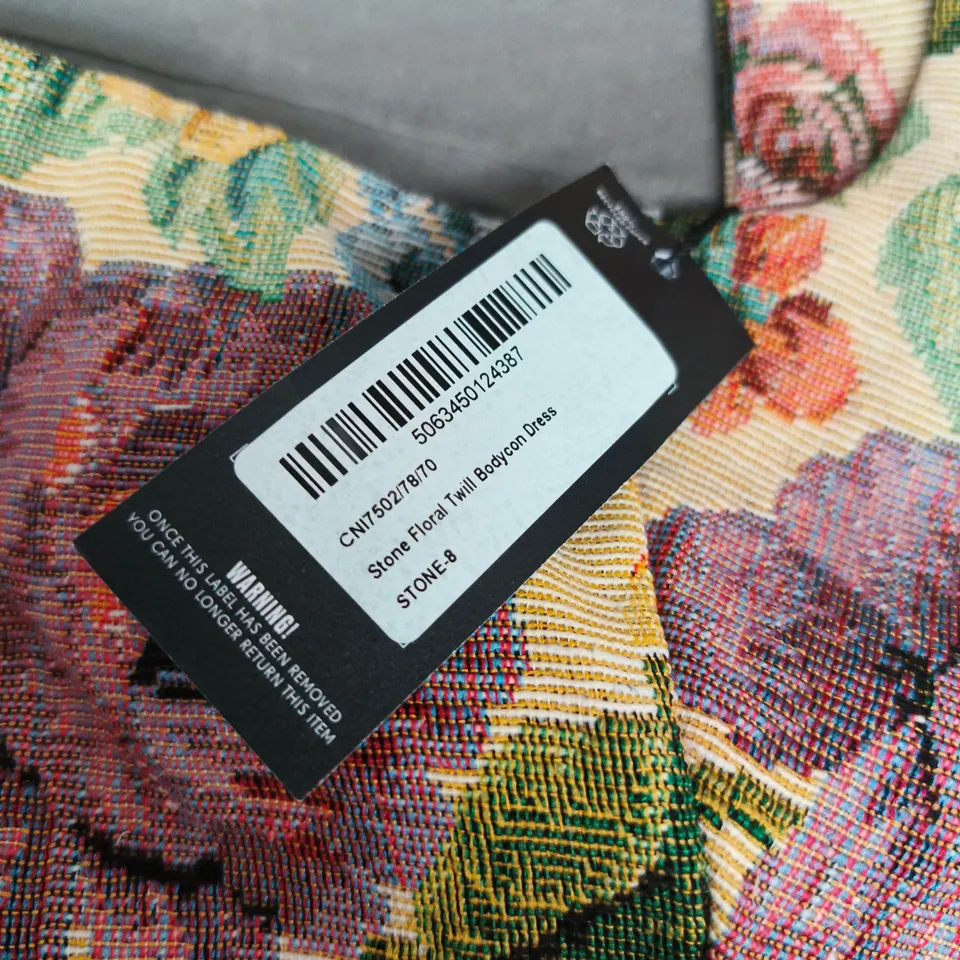 5063450124387
CNI7502/78/70
Stone Floral Twill Bodycon Dress
STONE-8
WARNING!
ONCE THIS LABEL HAS BEEN REMOVED
YOU CAN NO LONGER RETURN THIS ITEM